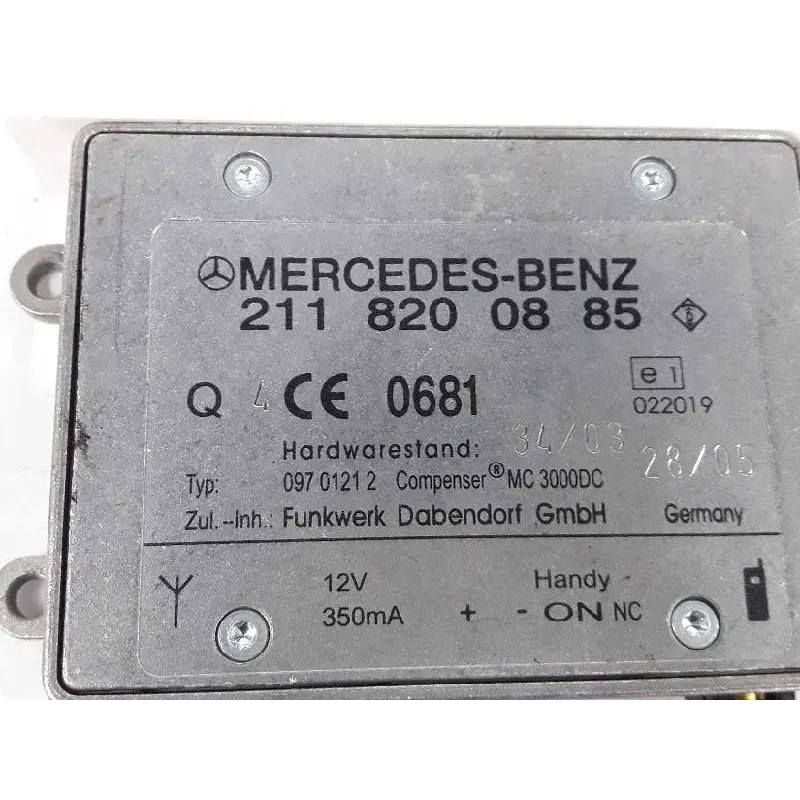 MERCEDES-BENZ
211 820 08 85
Q 4 CE 0681 e1
022019
Hardwarestand: 34/03 28/05
Typ: 097 0121 2 Compenser® MC 3000DC
Zul.-Inh.: Funkwerk Dabendorf GmbH Germany
12V Handy
350mA + - ON NC